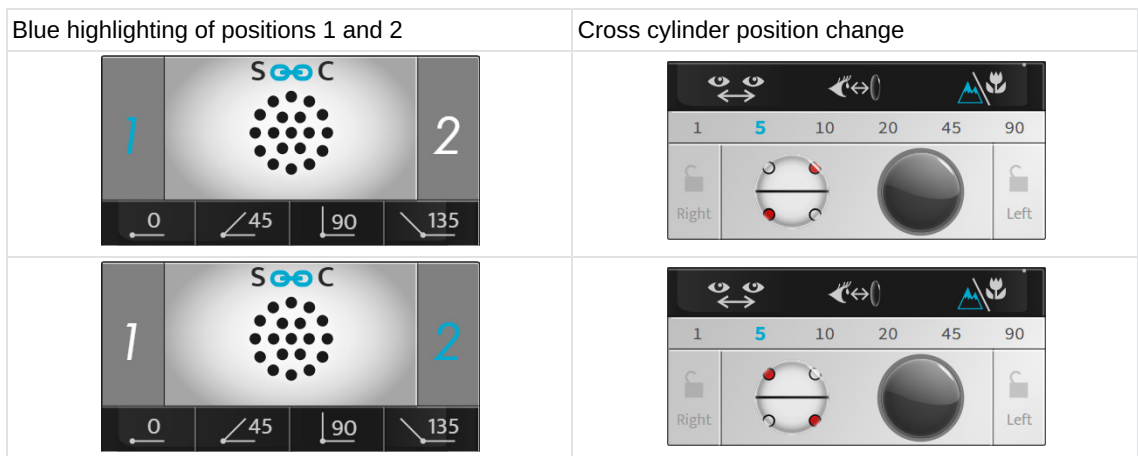 Blue highlighting of positions 1 and 2
Cross cylinder position change
S C
1
2
0 45 90 135
1 5 10 20 45 90
Right
Left
S C
1
2
0 45 90 135
1 5 10 20 45 90
Right
Left